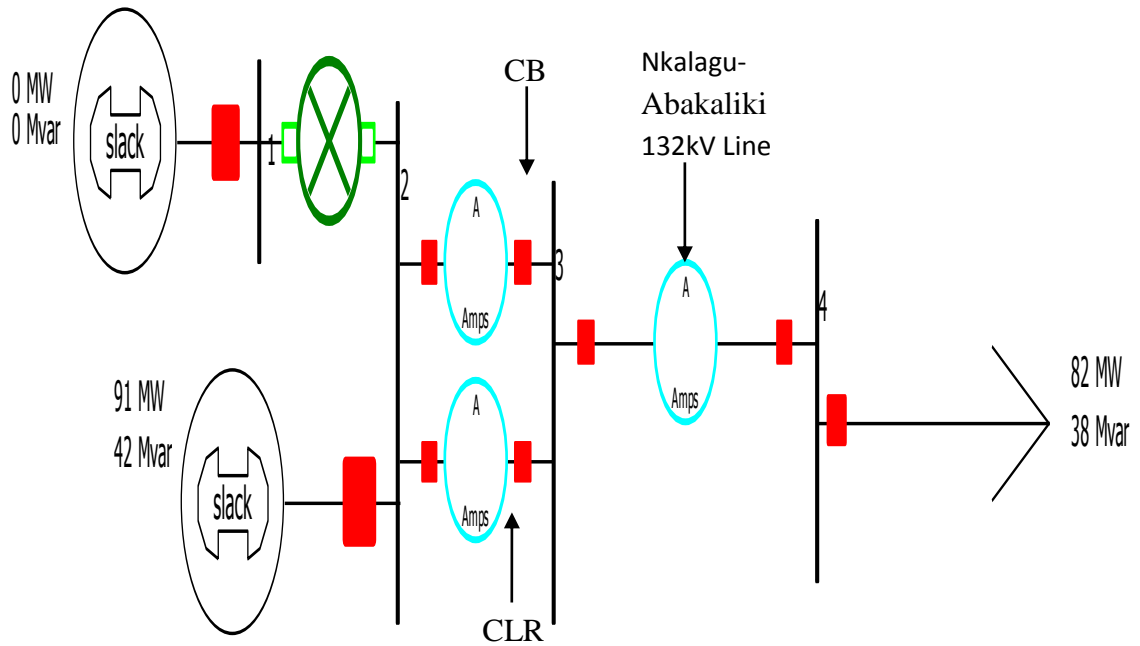 0 MW
0 Mvar
slack
1
2
CB
A
Amps
3
Nkalagu-
Abakaliki
132kV Line
A
Amps
4
91 MW
42 Mvar
slack
A
Amps
CLR
82 MW
38 Mvar